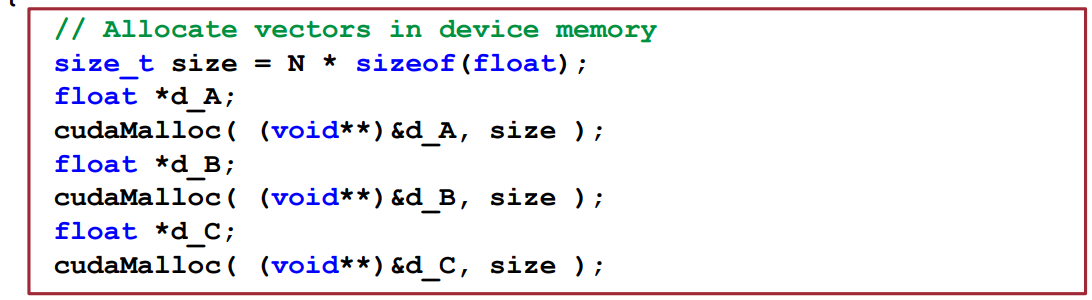 // Allocate vectors in device memory
size_t size = N * sizeof(float);
float *d_A;
cudaMalloc( (void**)&d_A, size );
float *d_B;
cudaMalloc( (void**)&d_B, size );
float *d_C;
cudaMalloc( (void**)&d_C, size );